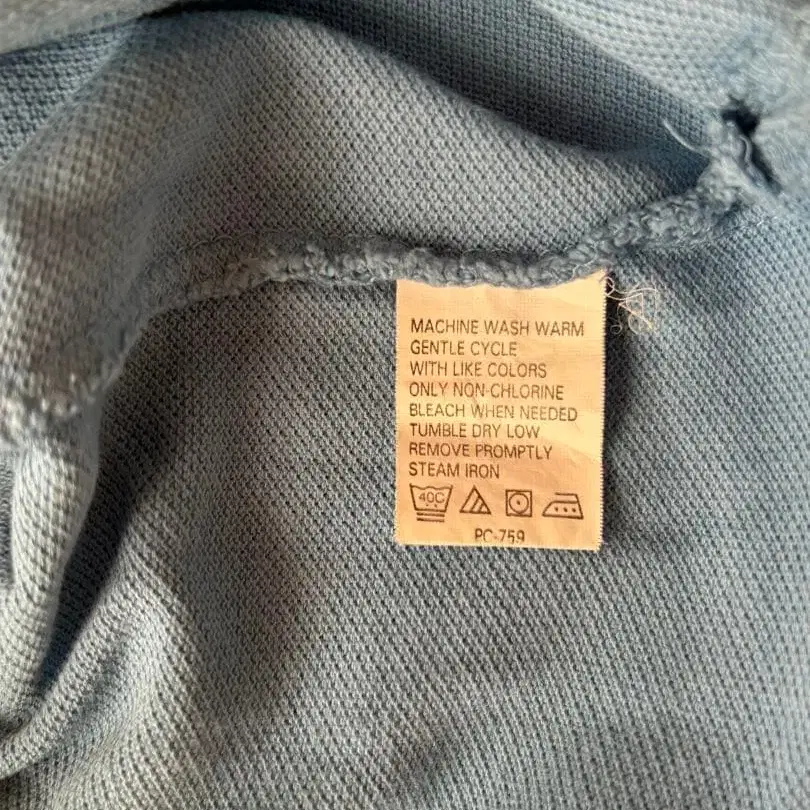 MACHINE WASH WARM
GENTLE CYCLE
WITH LIKE COLORS
ONLY NON-CHLORINE
BLEACH WHEN NEEDED
TUMBLE DRY LOW
REMOVE PROMPTLY
STEAM IRON
40C
PC-759